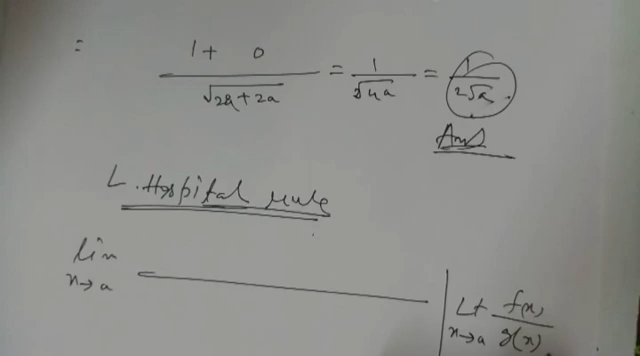 = (1 + 0) / √(2a + 2a) = 1 / √4a = 1 / 2√a .
Ans
L. Hospital rule
lim x→a
Lt x→a f(x) / g(x)